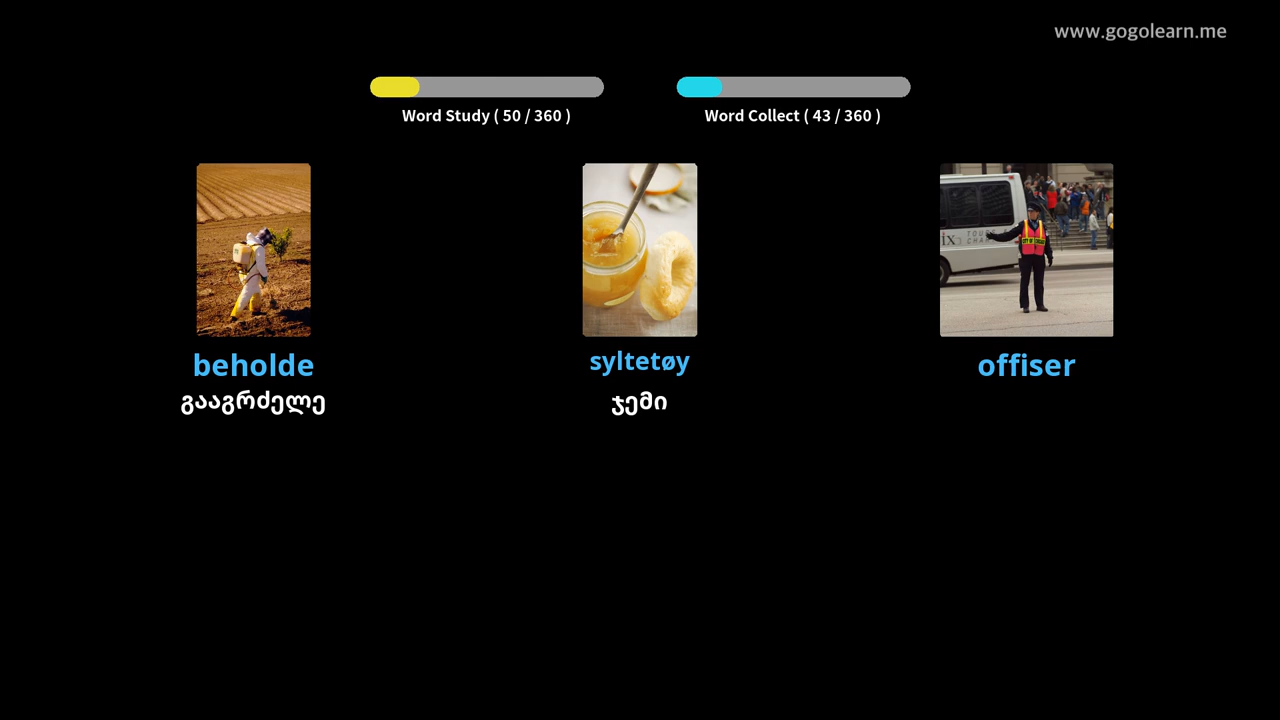 www.gogolearn.me
Word Study ( 50 / 360 )
Word Collect ( 43 / 360 )
beholde
syltetøy
offiser
გააგრძელე
ჯემი